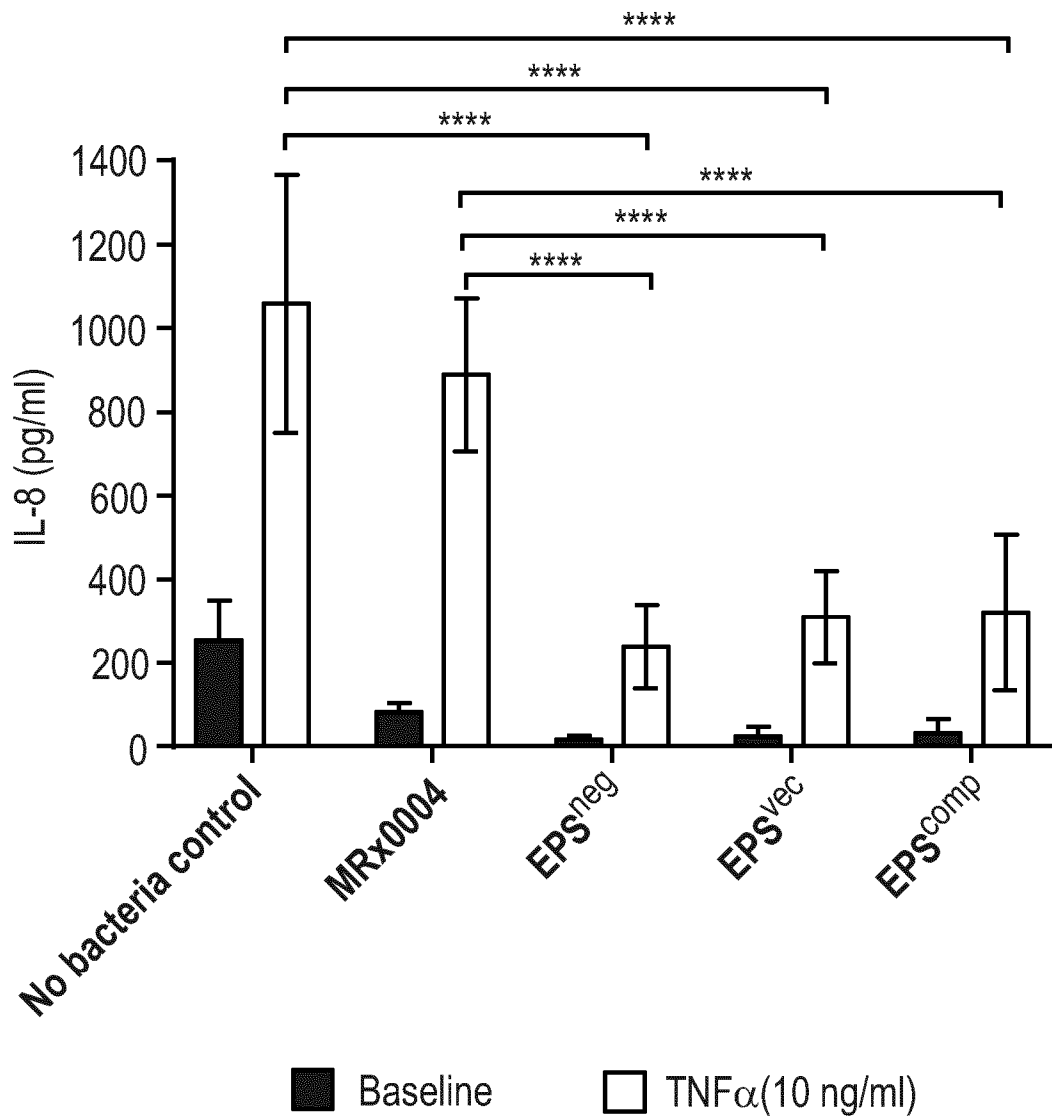 ****
****
****
1400
****
1200
****
****
1000
800
600
400
200
0
IL-8 (pg/ml)
No bacteria control
MRx0004
EPSneg
EPSvec
EPScomp
Baseline
TNFα(10 ng/ml)